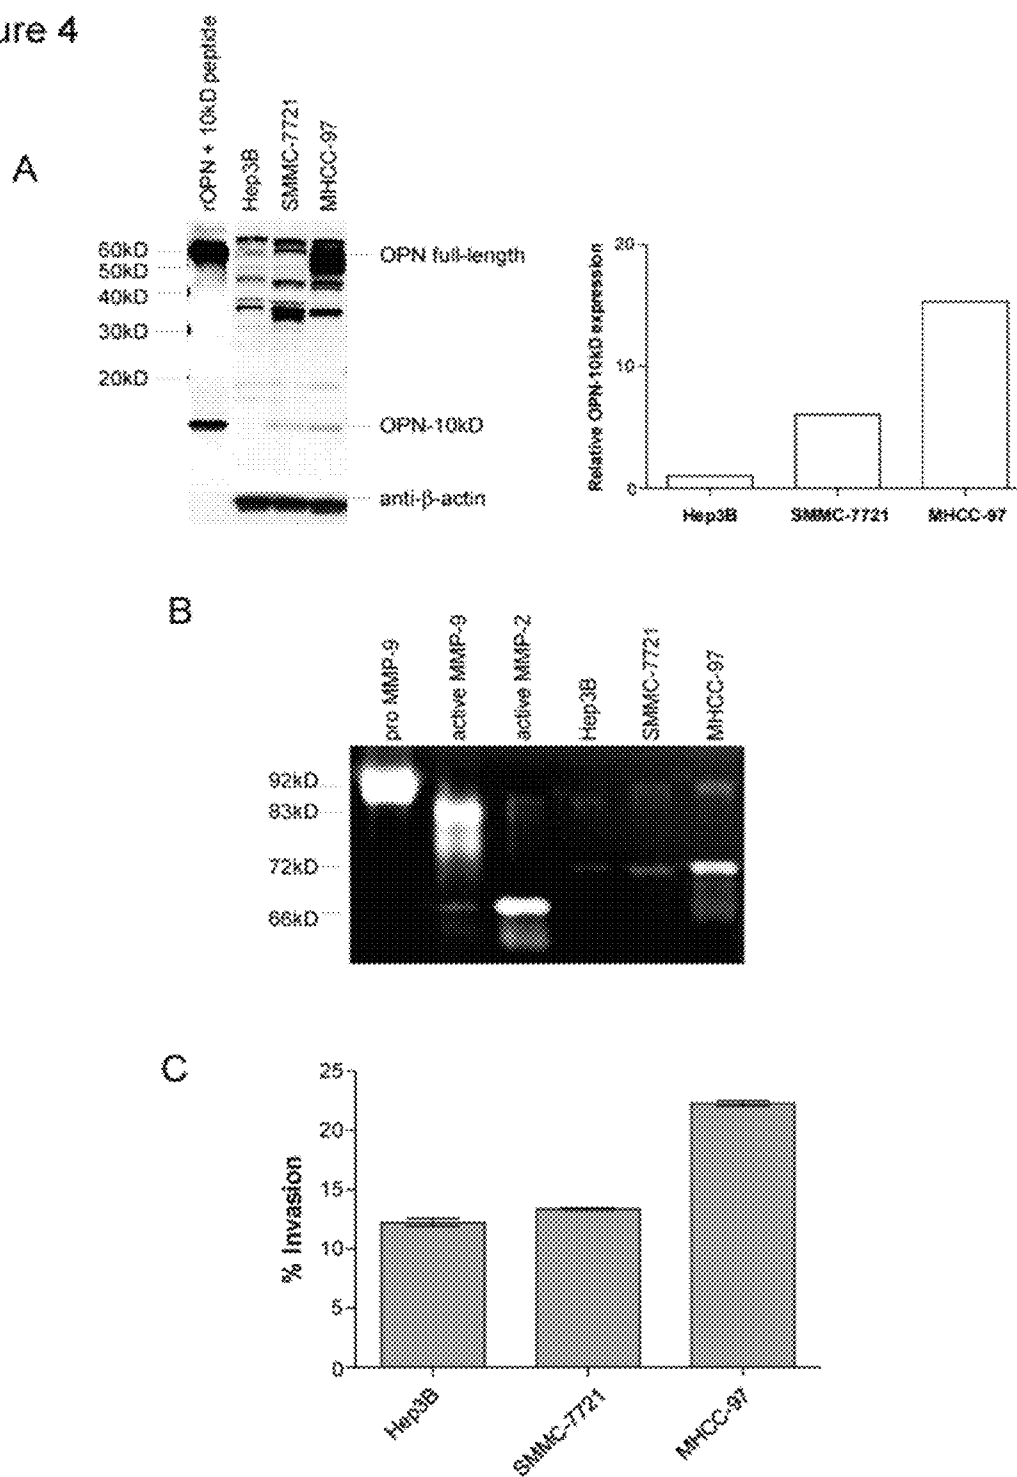 ure 4
A
rOPN + 10kD peptide
Hep3B
SMMC-7721
MHCC-97
60kD
50kD
40kD
30kD
20kD
OPN full-length
OPN-10kD
anti-β-actin
Relative OPN-10kD expression
20
10
0
Hep3B
SMMC-7721
MHCC-97
B
pro MMP-9
active MMP-9
active MMP-2
Hep3B
SMMC-7721
MHCC-97
92kD
83kD
72kD
66kD
C
% Invasion
25
20
15
10
5
0
Hep3B
SMMC-7721
MHCC-97